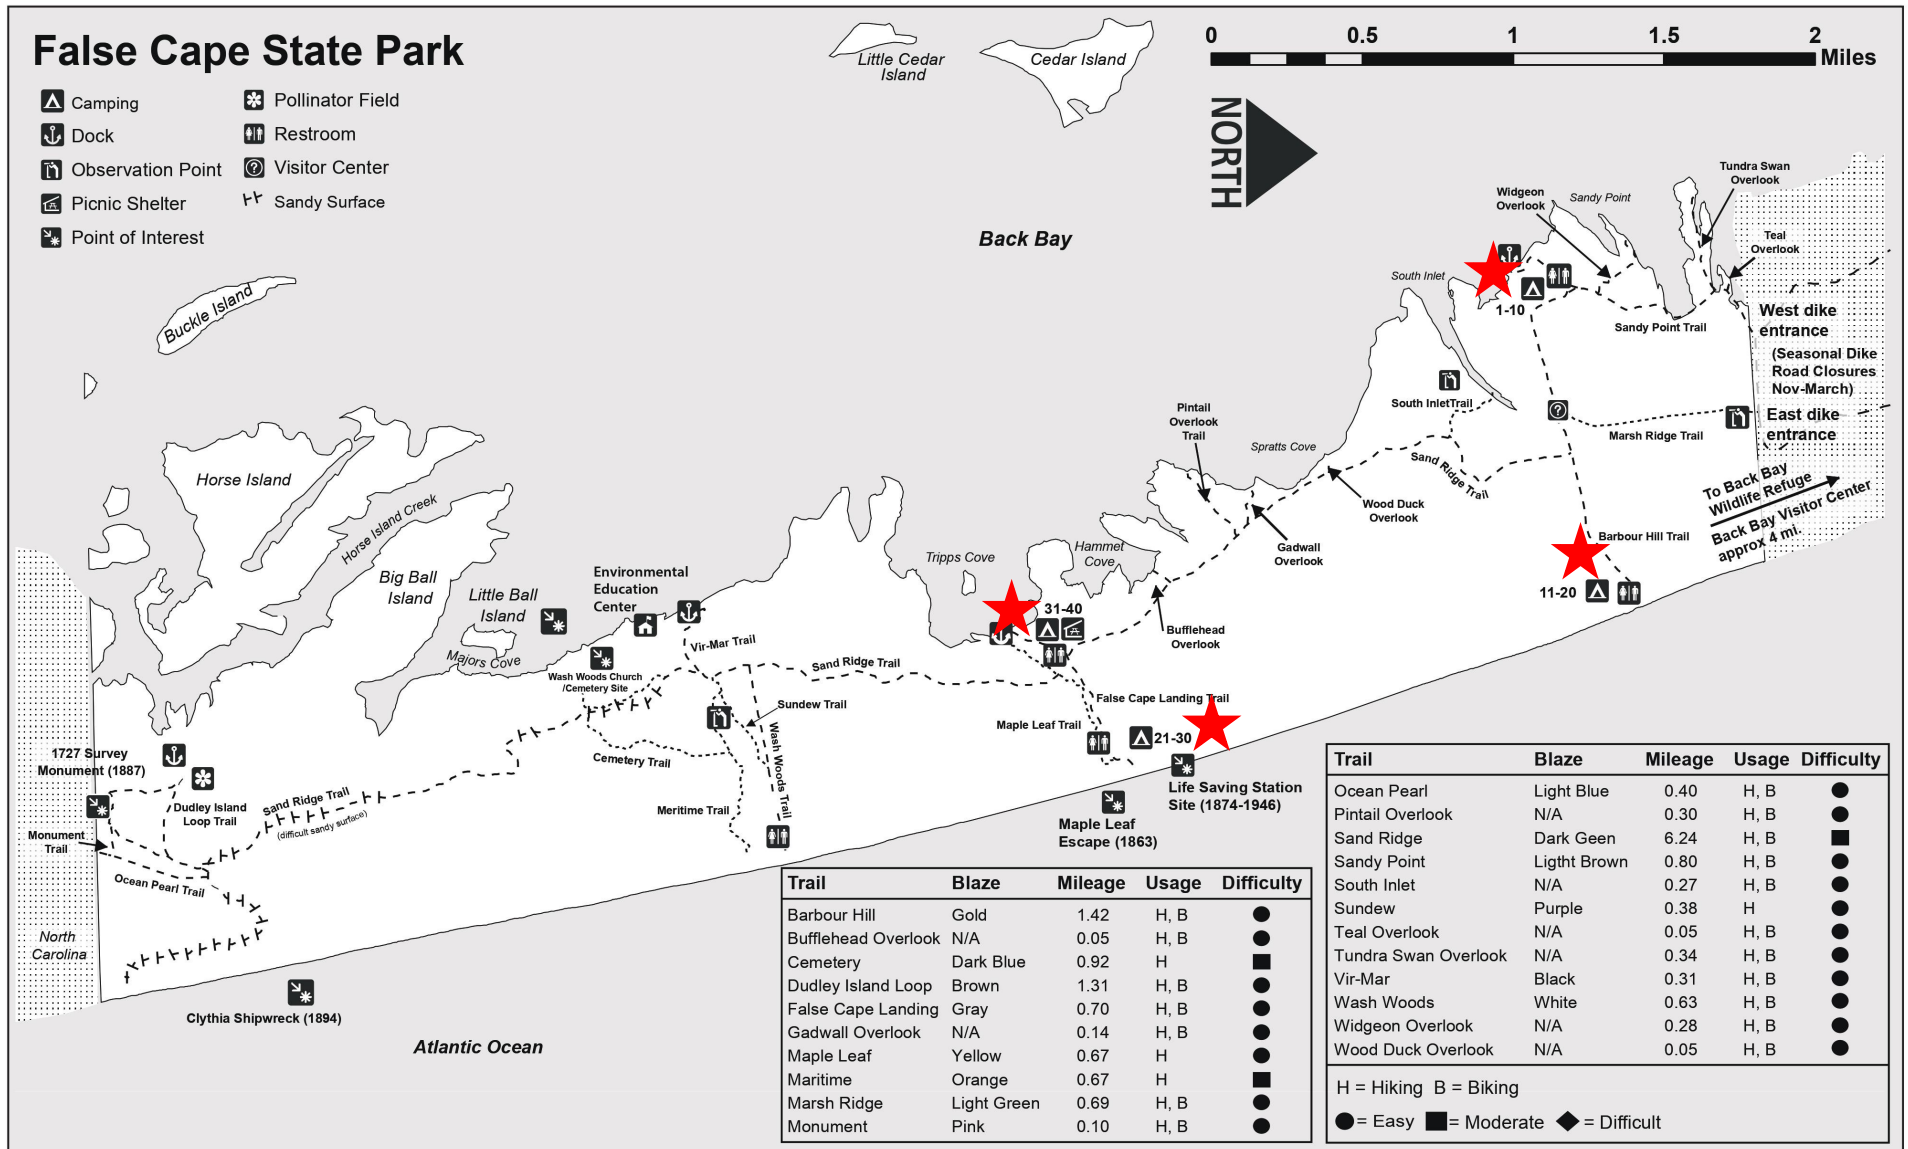 False Cape State Park
Camping
Dock
Observation Point
Picnic Shelter
Point of Interest
Pollinator Field
Restroom
? Visitor Center
Sandy Surface
Little Cedar
Island
Cedar Island
0 0.5 1 1.5 2
Miles
NORTH
Back Bay
Tundra Swan
Overlook
Widgeon
Overlook
Sandy Point
Teal
Overlook
South Inlet
1-10
Sandy Point Trail
West dike
entrance
(Seasonal Dike
Road Closures
Nov-March)
East dike
entrance
Buckle Island
South InletTrail
?
Marsh Ridge Trail
Pintail
Overlook
Trail
Spratts Cove
Sand Ridge Trail
To Back Bay
Wildlife Refuge
Back Bay Visitor Center
approx 4 mi.
Wood Duck
Overlook
Horse Island
Horse Island Creek
Gadwall
Overlook
Barbour Hill Trail
11-20
Tripps Cove
Hammet
Cove
Big Ball
Island
Little Ball
Island
Environmental
Education
Center
31-40
Bufflehead
Overlook
Majors Cove
Vir-Mar Trail
Sand Ridge Trail
Wash Woods Church
/Cemetery Site
Sundew Trail
False Cape Landing Trail
Maple Leaf Trail
21-30
1727 Survey
Monument (1887)
Cemetery Trail
Wash Woods Trail
Life Saving Station
Site (1874-1946)
Dudley Island
Loop Trail
Sand Ridge Trail
(difficult sandy surface)
Meritime Trail
Maple Leaf
Escape (1863)
Monument
Trail
Ocean Pearl Trail
North
Carolina
Clythia Shipwreck (1894)
Atlantic Ocean
Trail Blaze Mileage Usage Difficulty
Barbour Hill Gold 1.42 H, B
Bufflehead Overlook N/A 0.05 H, B
Cemetery Dark Blue 0.92 H
Dudley Island Loop Brown 1.31 H, B
False Cape Landing Gray 0.70 H, B
Gadwall Overlook N/A 0.14 H, B
Maple Leaf Yellow 0.67 H
Maritime Orange 0.67 H
Marsh Ridge Light Green 0.69 H, B
Monument Pink 0.10 H, B
Trail Blaze Mileage Usage Difficulty
Ocean Pearl Light Blue 0.40 H, B
Pintail Overlook N/A 0.30 H, B
Sand Ridge Dark Geen 6.24 H, B
Sandy Point Ligtht Brown 0.80 H, B
South Inlet N/A 0.27 H, B
Sundew Purple 0.38 H
Teal Overlook N/A 0.05 H, B
Tundra Swan Overlook N/A 0.34 H, B
Vir-Mar Black 0.31 H, B
Wash Woods White 0.63 H, B
Widgeon Overlook N/A 0.28 H, B
Wood Duck Overlook N/A 0.05 H, B
H = Hiking B = Biking
= Easy = Moderate = Difficult